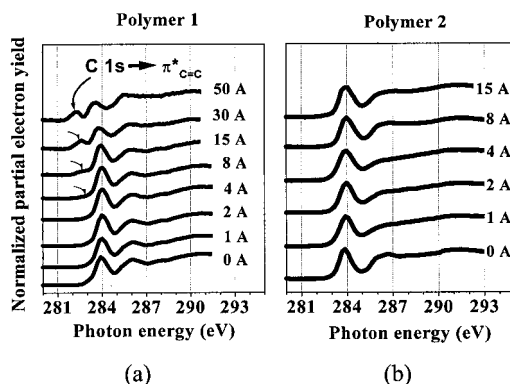 Polymer 1
Polymer 2
Normalized partial electron yield
C 1s → π*C=C
50 A
30 A
15 A
8 A
4 A
2 A
1 A
0 A
281 284 287 290 293
Photon energy (eV)
(a)
15 A
8 A
4 A
2 A
1 A
0 A
281 284 287 290 293
Photon energy (eV)
(b)